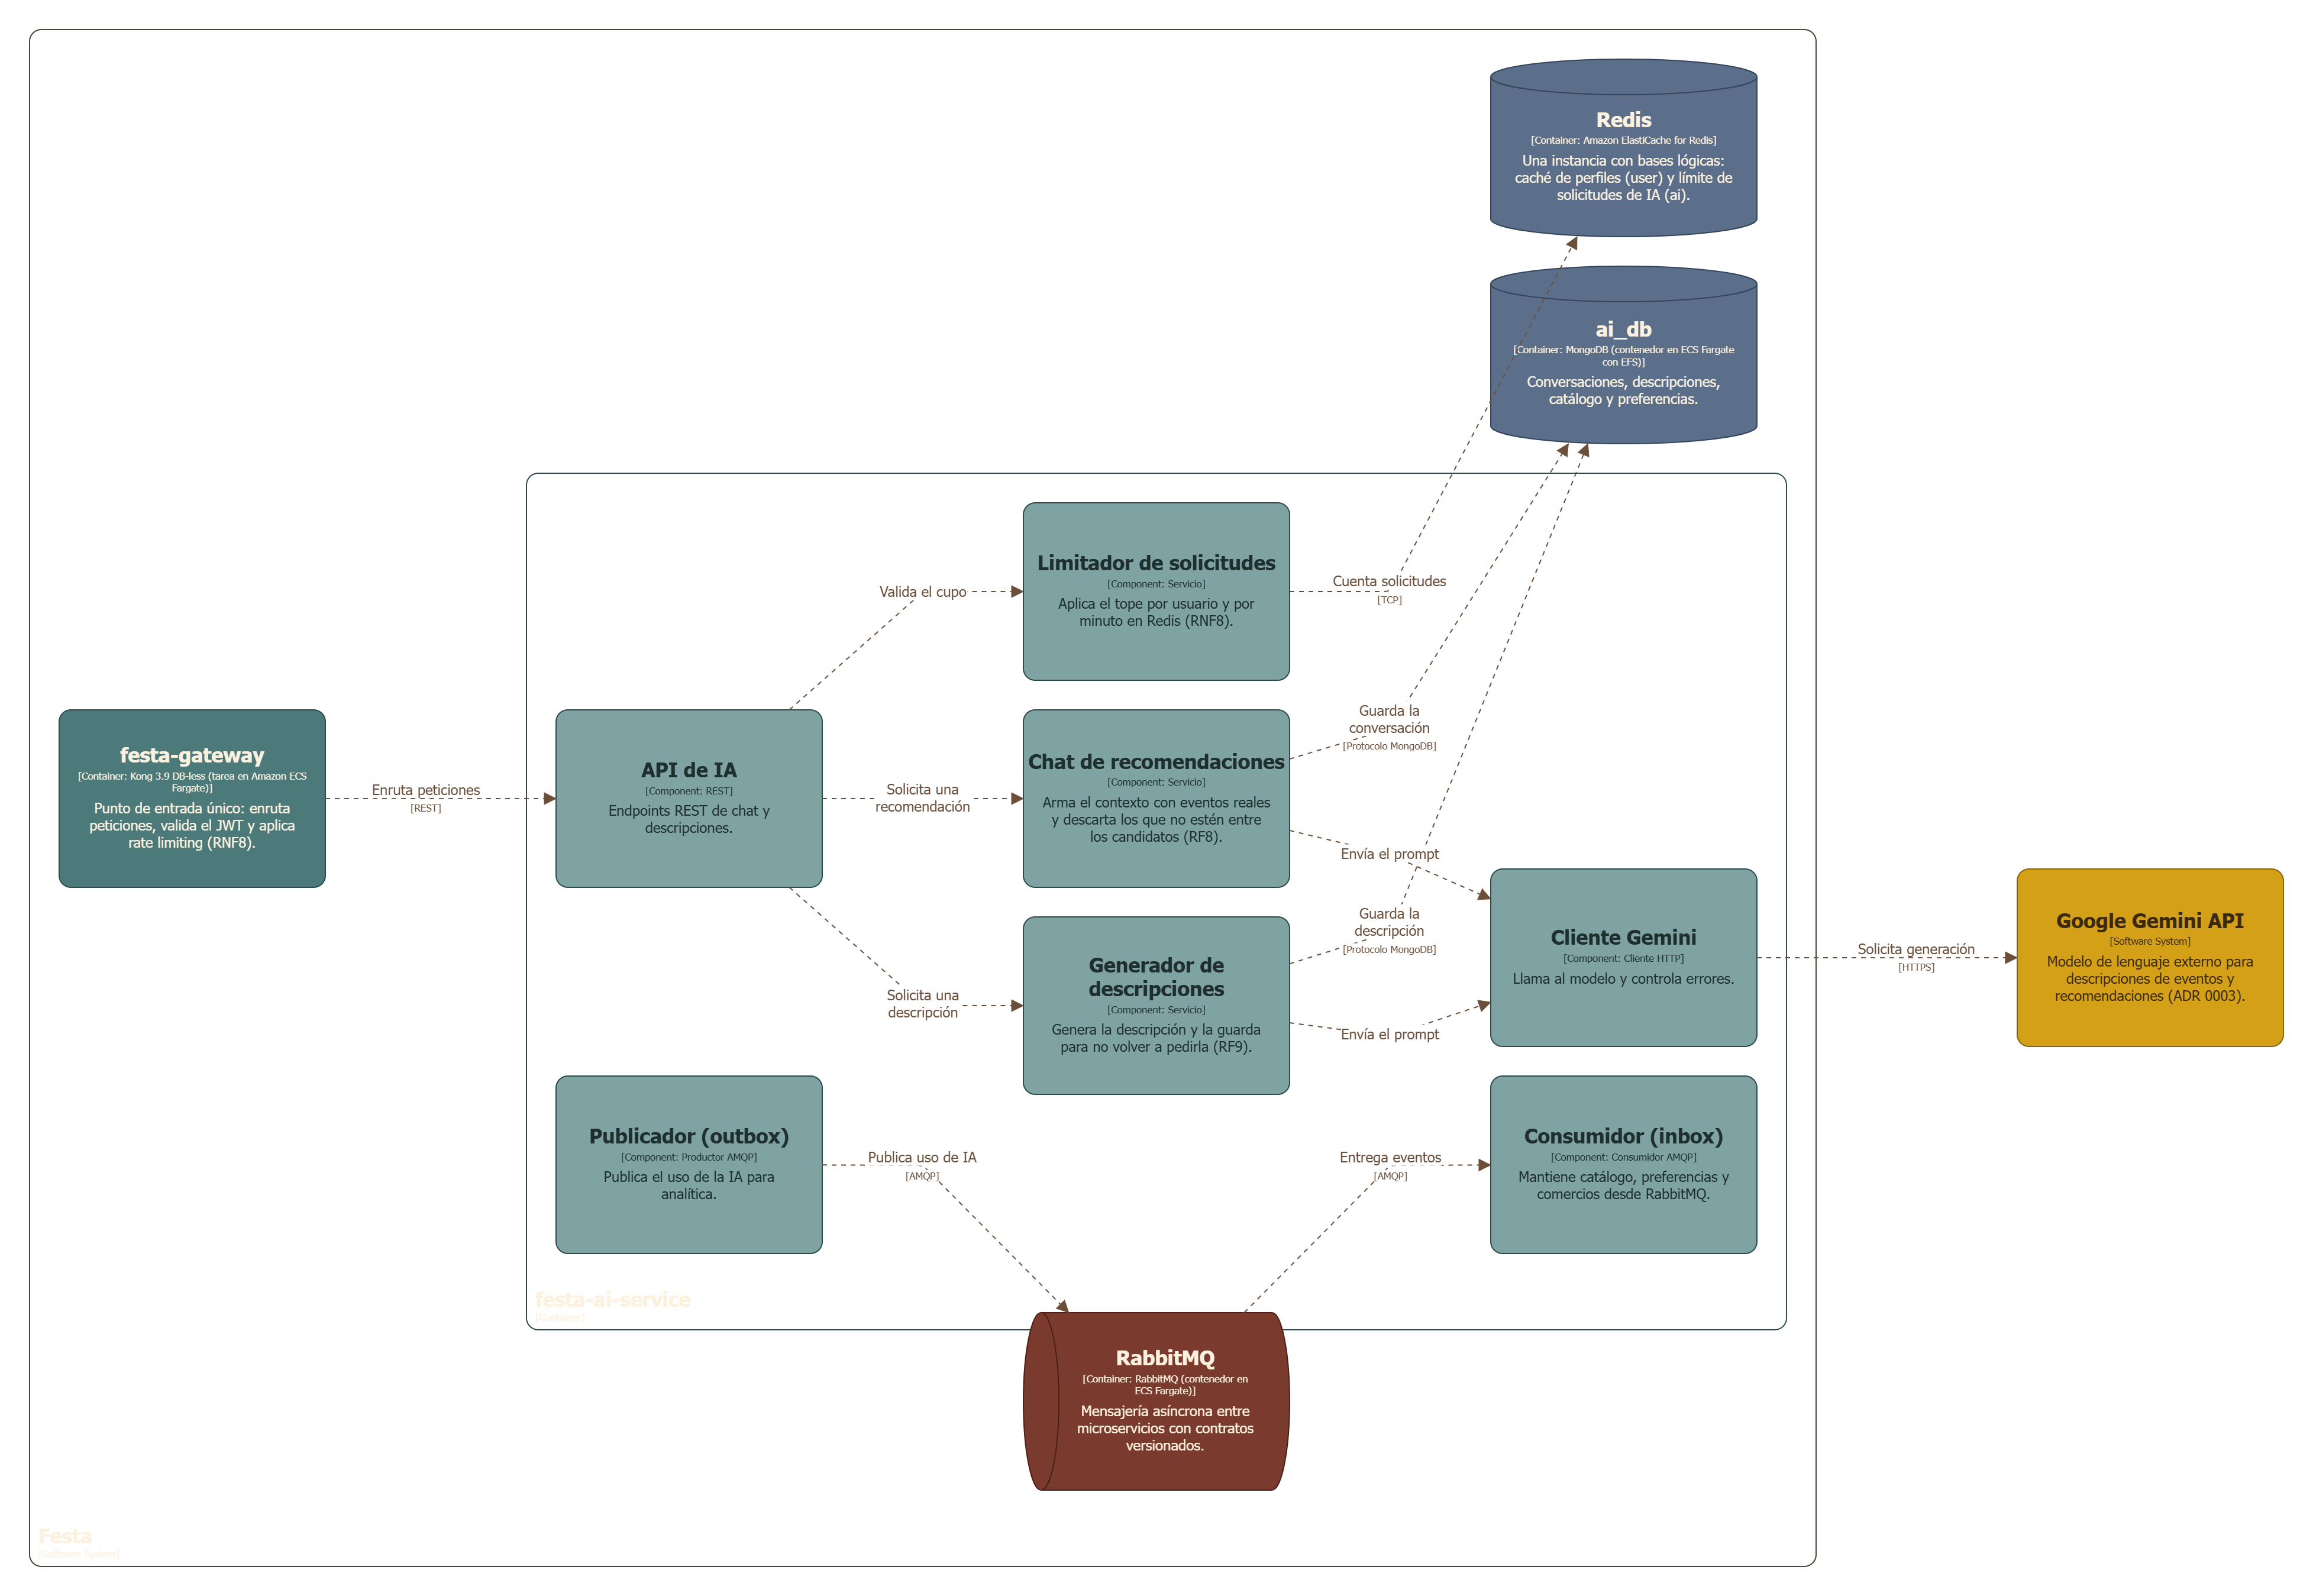 Redis
[Container: Amazon ElastiCache for Redis]
Una instancia con bases lógicas:
caché de perfiles (user) y límite de
solicitudes de IA (ai).
ai_db
[Container: MongoDB (contenedor en ECS Fargate
con EFS)]
Conversaciones, descripciones,
catálogo y preferencias.
Limitador de solicitudes
[Component: Servicio]
Aplica el tope por usuario y por
minuto en Redis (RNF8).
Valida el cupo
Cuenta solicitudes
[TCP]
festa-gateway
[Container: Kong 3.9 DB-less (tarea en Amazon ECS
Fargate)]
Punto de entrada único: enruta
peticiones, valida el JWT y aplica
rate limiting (RNF8).
Enruta peticiones
[REST]
API de IA
[Component: REST]
Endpoints REST de chat y
descripciones.
Solicita una
recomendación
Chat de recomendaciones
[Component: Servicio]
Arma el contexto con eventos reales
y descarta los que no estén entre
los candidatos (RF8).
Guarda la
conversación
[Protocolo MongoDB]
Envía el prompt
Solicita una
descripción
Generador de
descripciones
[Component: Servicio]
Genera la descripción y la guarda
para no volver a pedirla (RF9).
Guarda la
descripción
[Protocolo MongoDB]
Envía el prompt
Cliente Gemini
[Component: Cliente HTTP]
Llama al modelo y controla errores.
Solicita generación
[HTTPS]
Google Gemini API
[Software System]
Modelo de lenguaje externo para
descripciones de eventos y
recomendaciones (ADR 0003).
Publicador (outbox)
[Component: Productor AMQP]
Publica el uso de la IA para
analítica.
Publica uso de IA
[AMQP]
Entrega eventos
[AMQP]
Consumidor (inbox)
[Component: Consumidor AMQP]
Mantiene catálogo, preferencias y
comercios desde RabbitMQ.
festa-ai-service
[Container]
RabbitMQ
[Container: RabbitMQ (contenedor en
ECS Fargate)]
Mensajería asíncrona entre
microservicios con contratos
versionados.
Festa
[Software System]